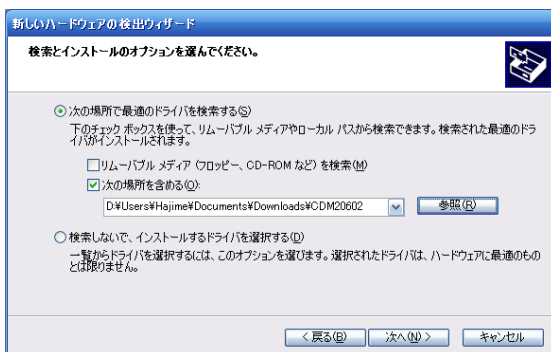 新しいハードウェアの検出ウィザード
検索とインストールのオプションを選んでください。
次の場所で最適のドライバを検索する(S)
下のチェック ボックスを使って、リムーバブル メディアやローカル パスから検索できます。検索された最適のドラ
イバがインストールされます。
リムーバブル メディア (フロッピー、CD-ROM など) を検索(M)
次の場所を含める(O):
D:¥Users¥Hajime¥Documents¥Downloads¥CDM20602
参照(R)
検索しないで、インストールするドライバを選択する(D)
一覧からドライバを選択するには、このオプションを選びます。選択されたドライバは、ハードウェアに最適のもの
とは限りません。
< 戻る(B)
次へ(N) >
キャンセル